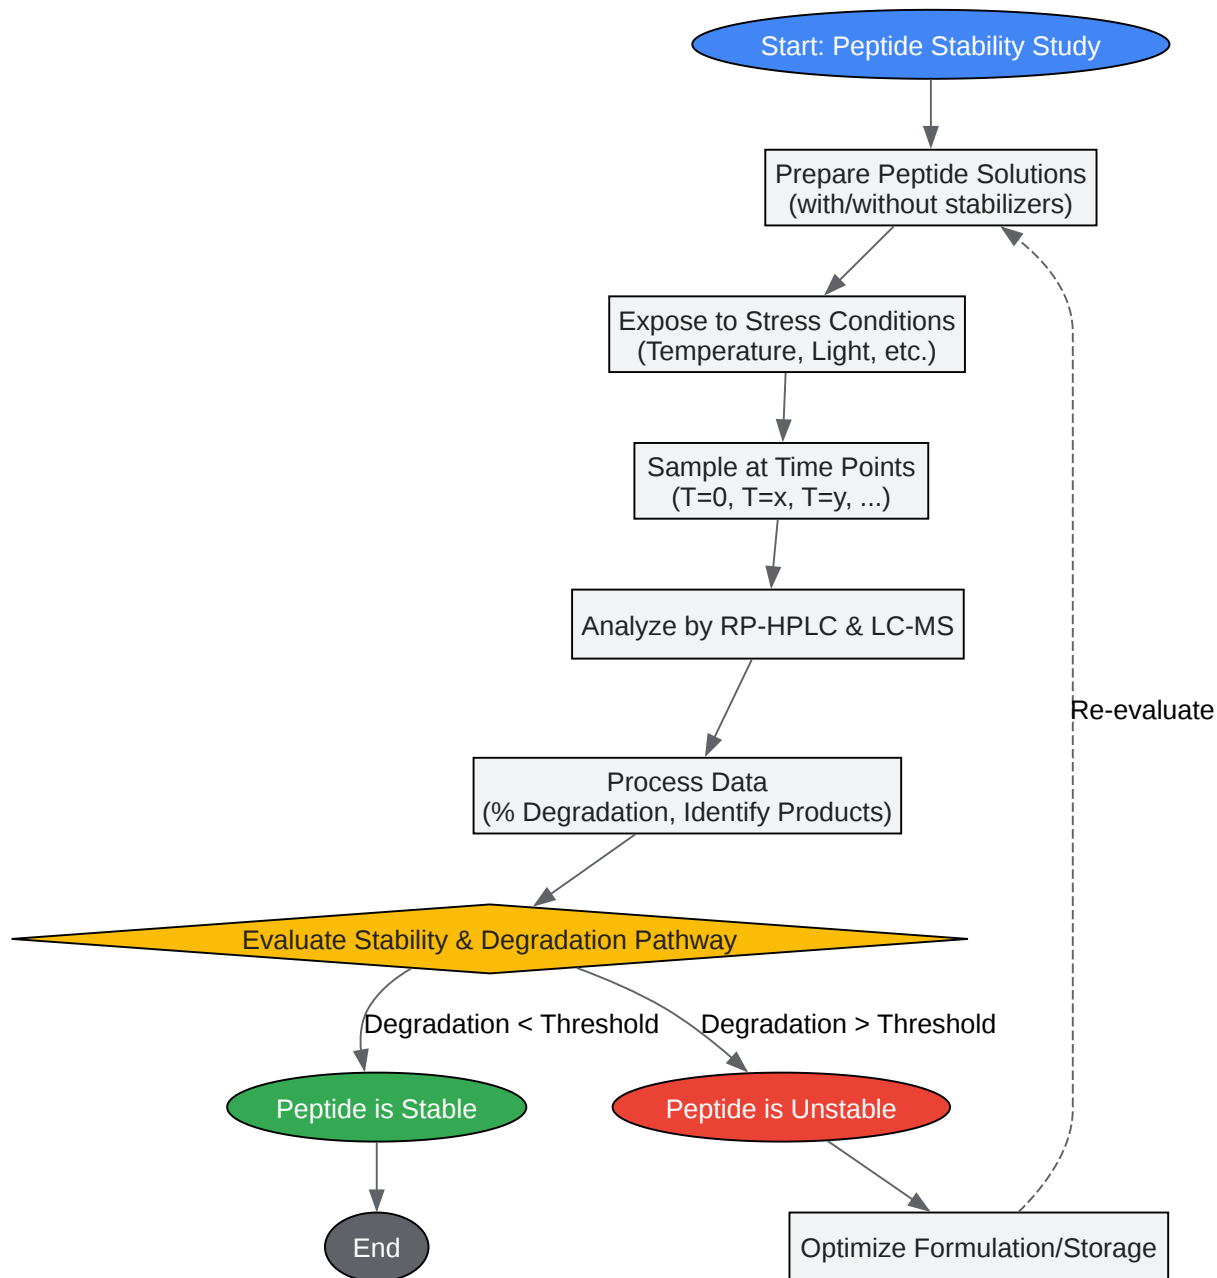 Start: Peptide Stability Study
Prepare Peptide Solutions
(with/without stabilizers)
Expose to Stress Conditions
(Temperature, Light, etc.)
Sample at Time Points
(T=0, T=x, T=y, ...)
Analyze by RP-HPLC & LC-MS
Re-evaluate
Process Data
(% Degradation, Identify Products)
Evaluate Stability & Degradation Pathway
Degradation < Threshold
Degradation > Threshold
Peptide is Stable
Peptide is Unstable
End
Optimize Formulation/Storage